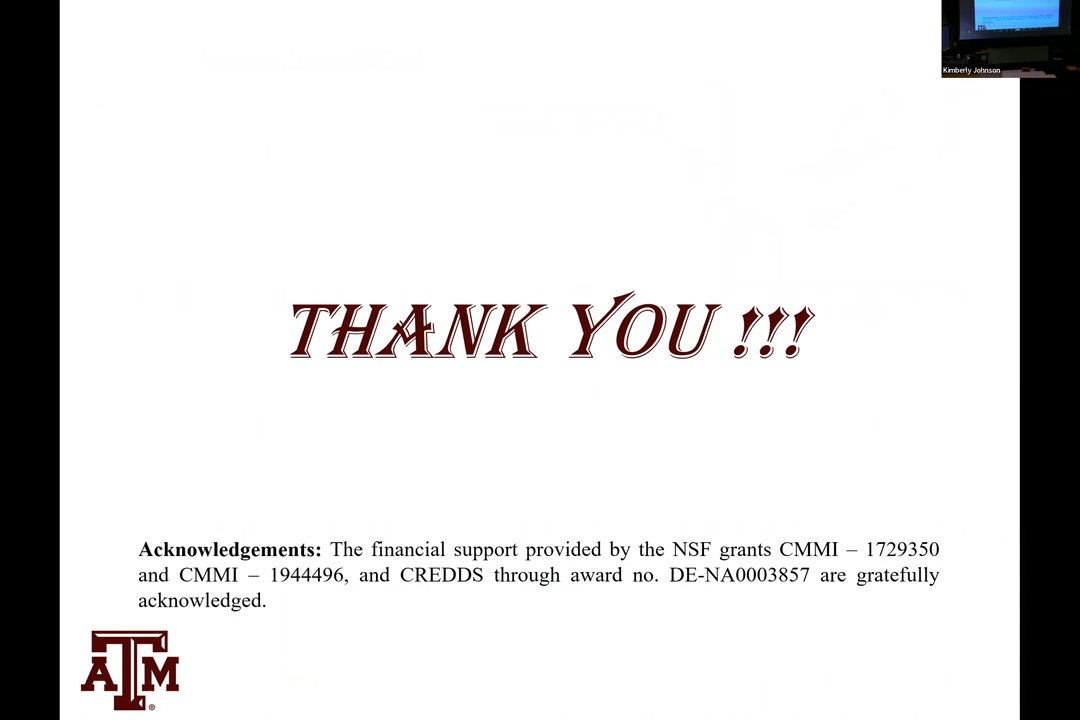 Kimberly Johnson
THANK YOU !!!
Acknowledgements: The financial support provided by the NSF grants CMMI – 1729350
and CMMI – 1944496, and CREDDS through award no. DE-NA0003857 are gratefully
acknowledged.
ATM®